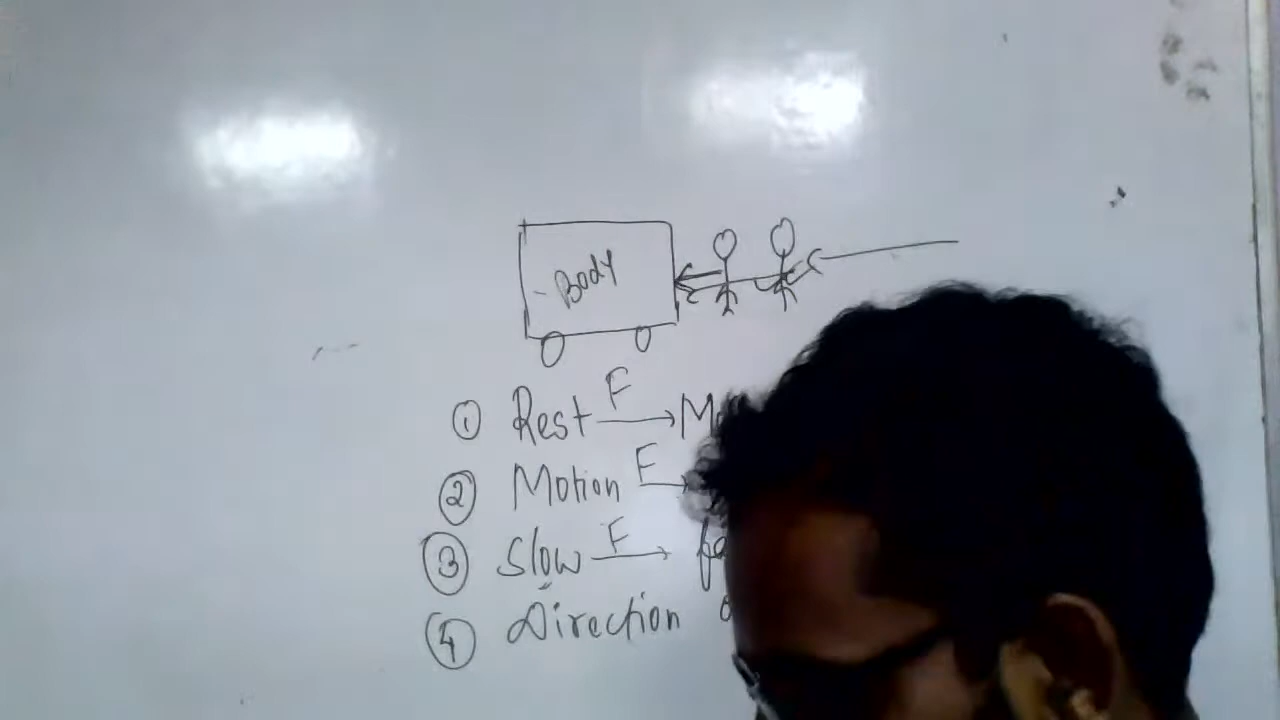 Body
① Rest F →
② Motion F →
③ Slow F →
④ Direction